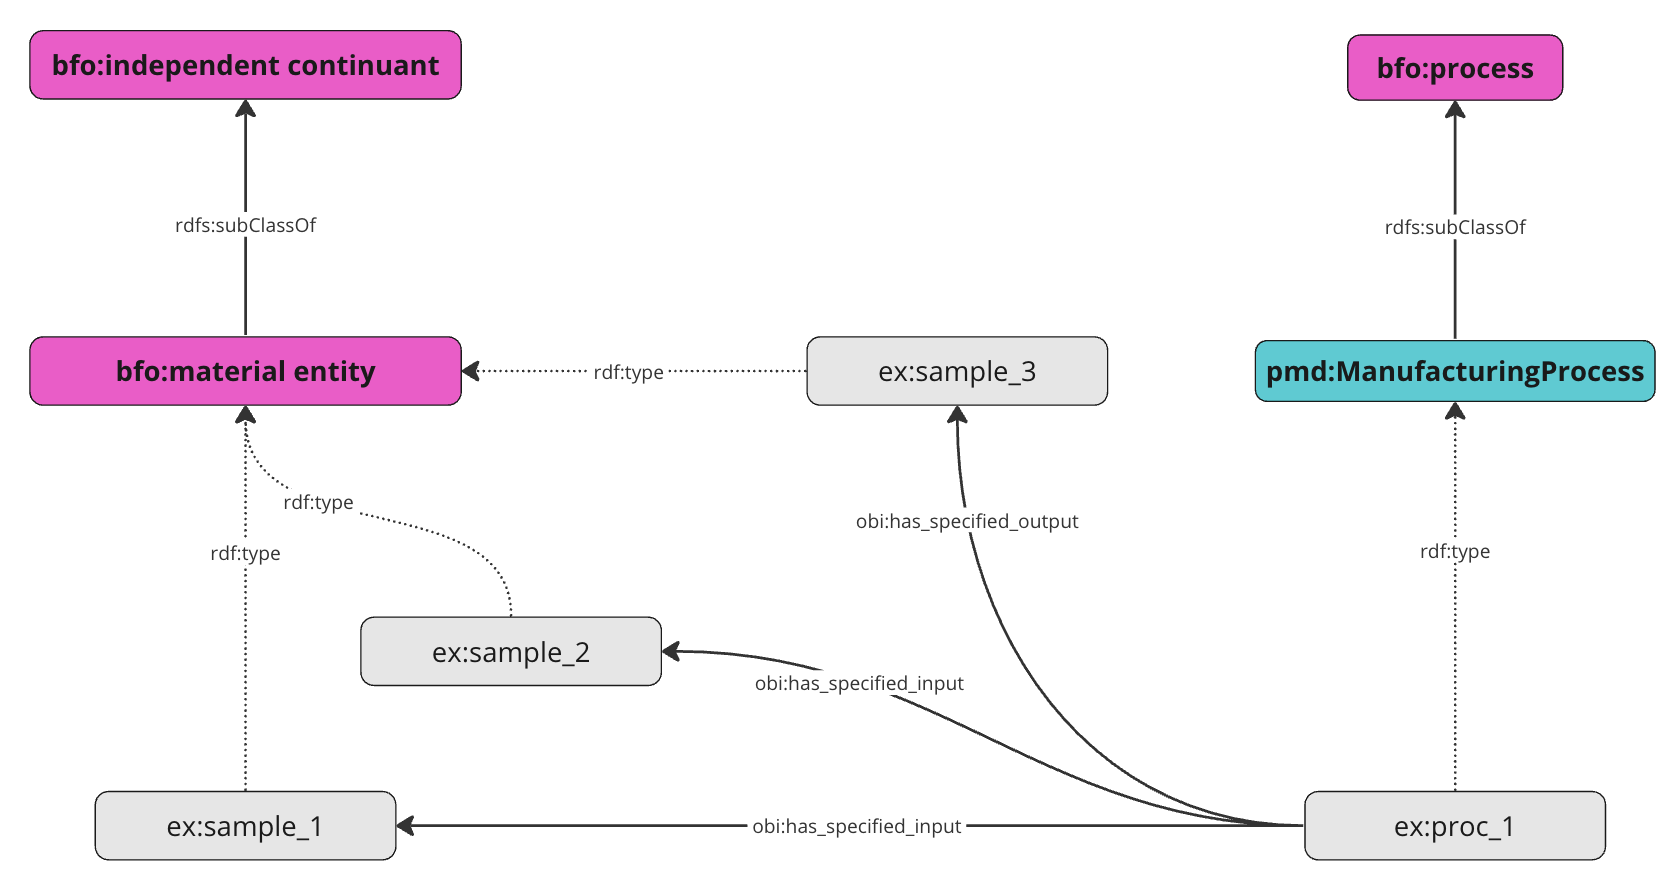 bfo:independent continuant
bfo:process
rdfs:subClassOf
rdfs:subClassOf
bfo:material entity
rdf:type
ex:sample_3
pmd:ManufacturingProcess
rdf:type
obi:has_specified_output
rdf:type
rdf:type
ex:sample_2
obi:has_specified_input
ex:sample_1
obi:has_specified_input
ex:proc_1